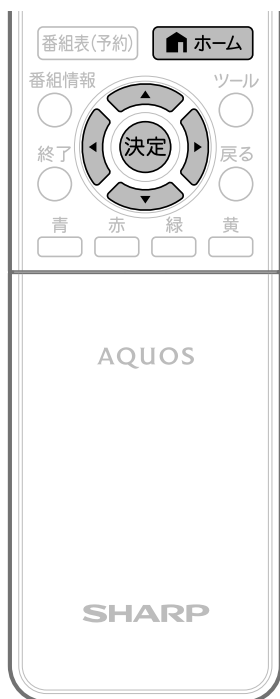 番組表(予約) ホーム
番組情報 ツール
決定
終了 戻る
青 赤 緑 黄
AQUOS
SHARP